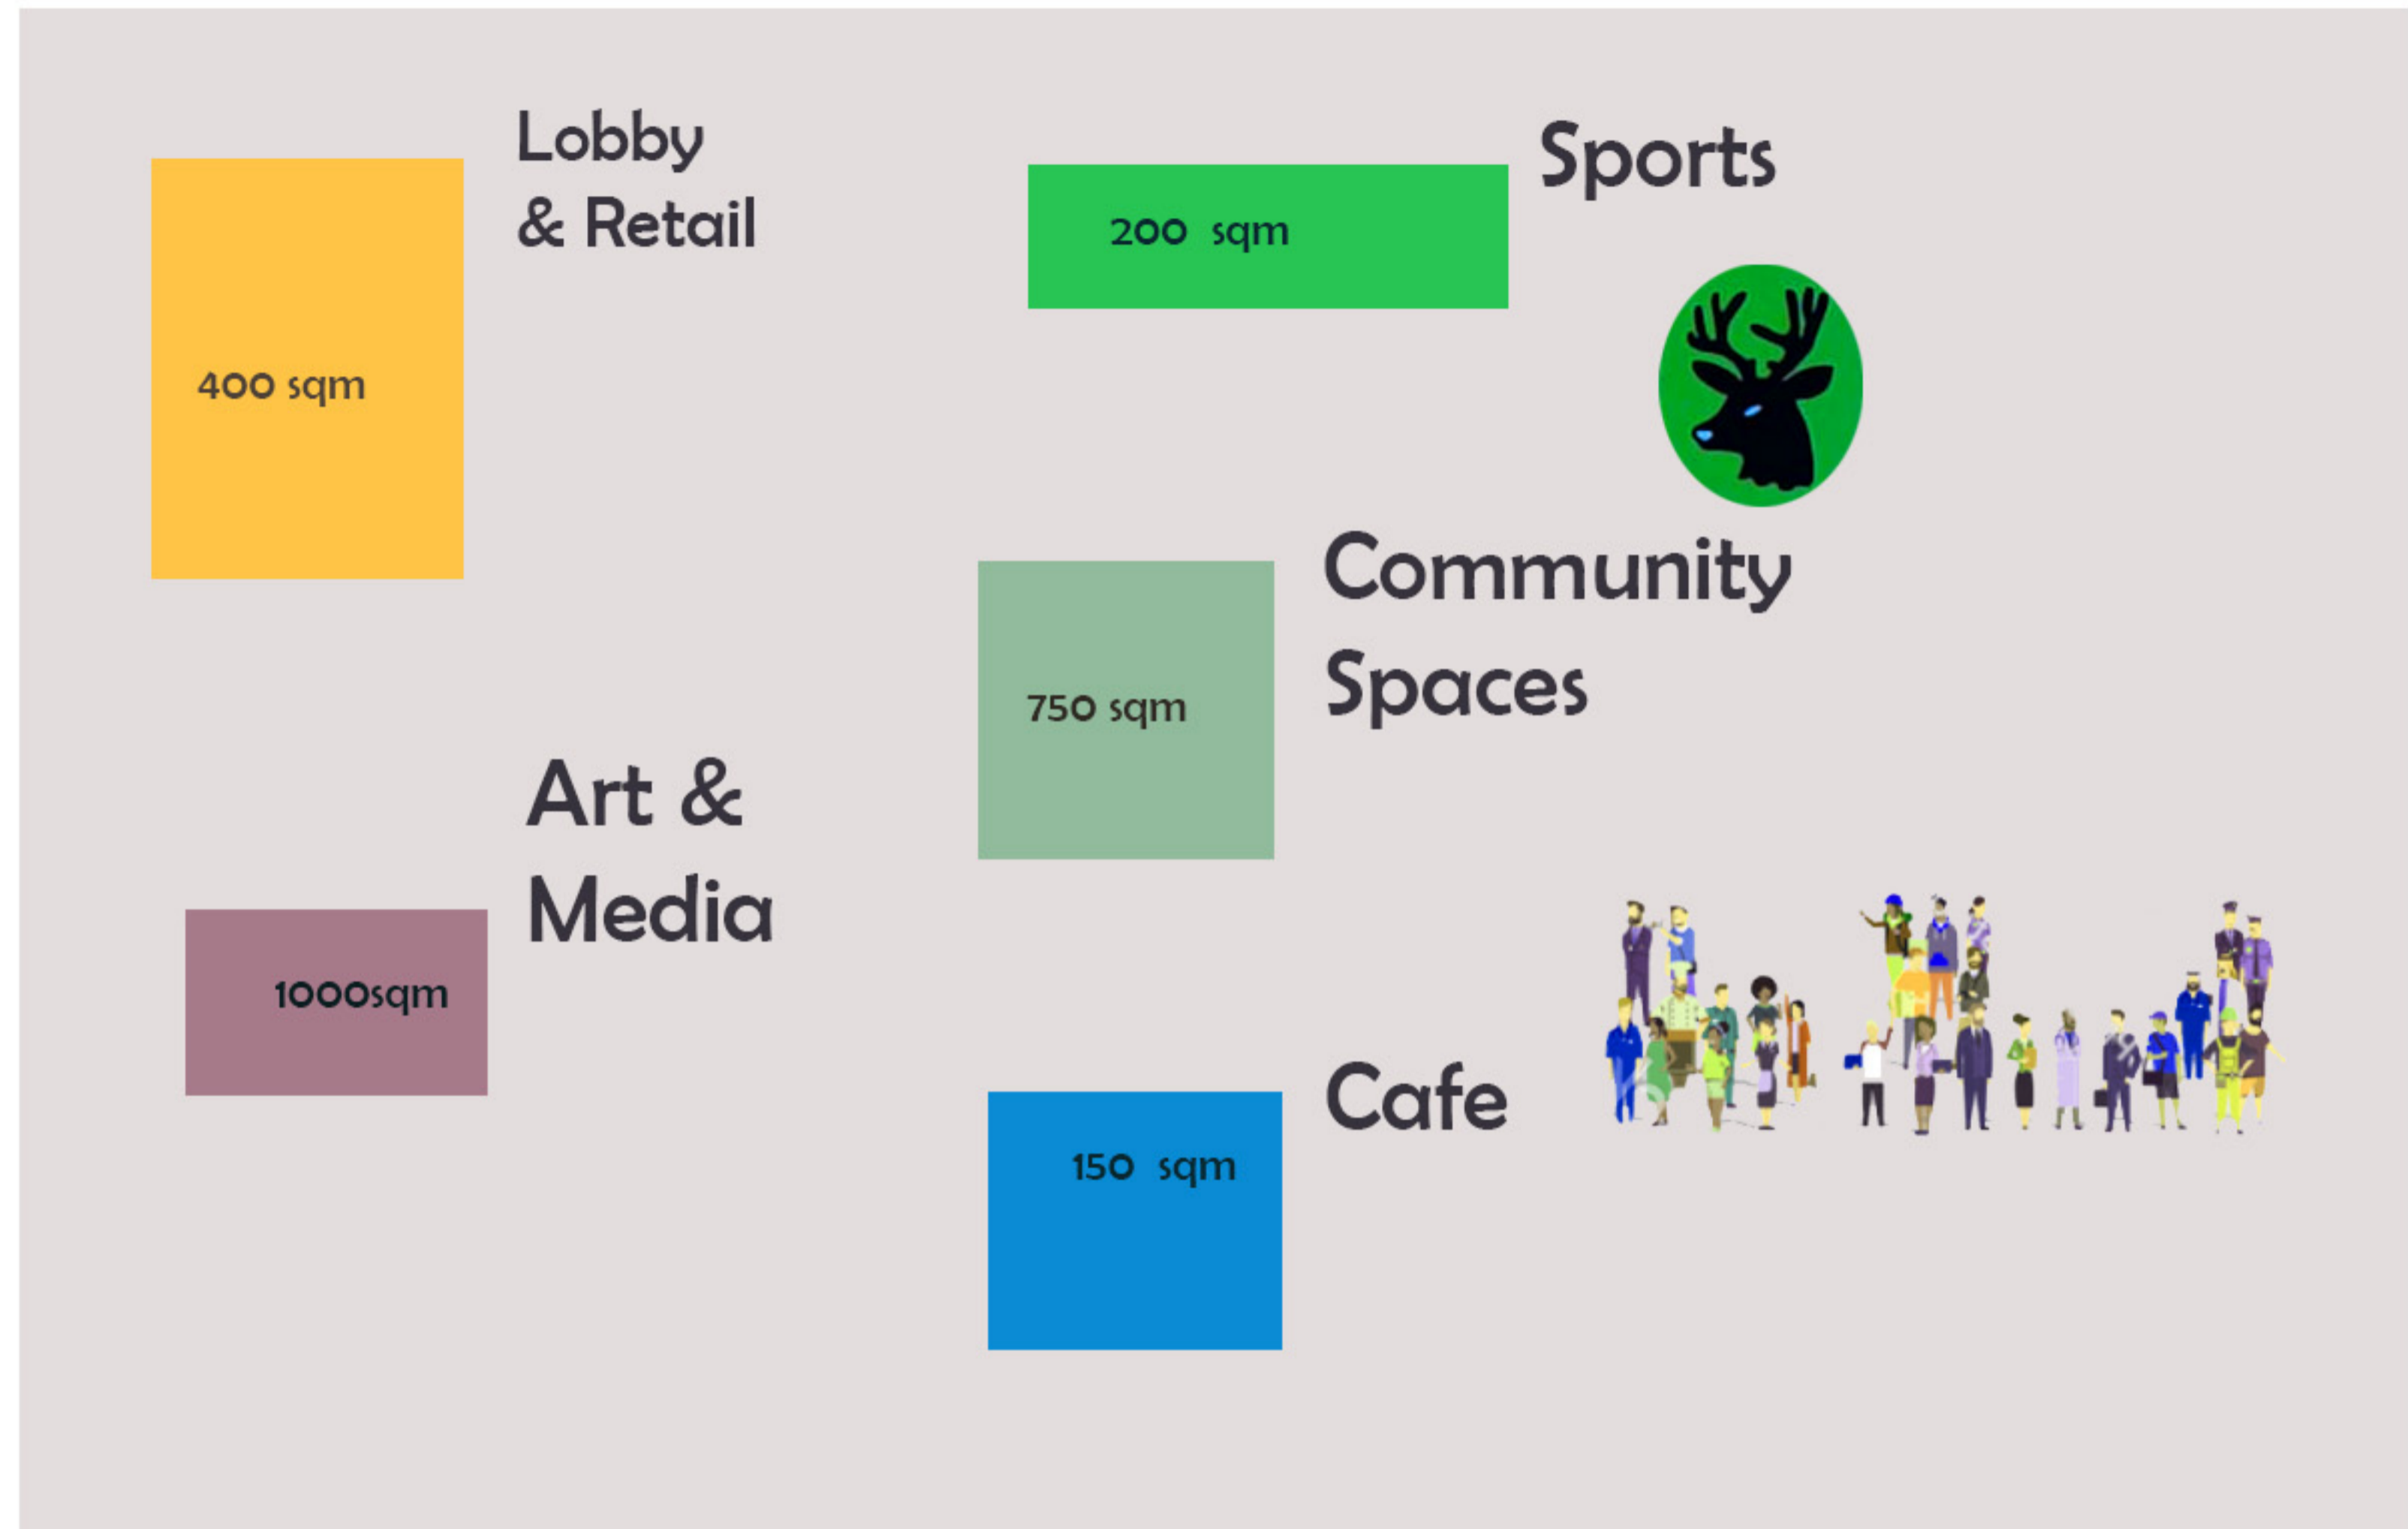 Lobby
& Retail
400 sqm
Sports
200 sqm
Community
Spaces
750 sqm
Art &
Media
1000sqm
Cafe
150 sqm